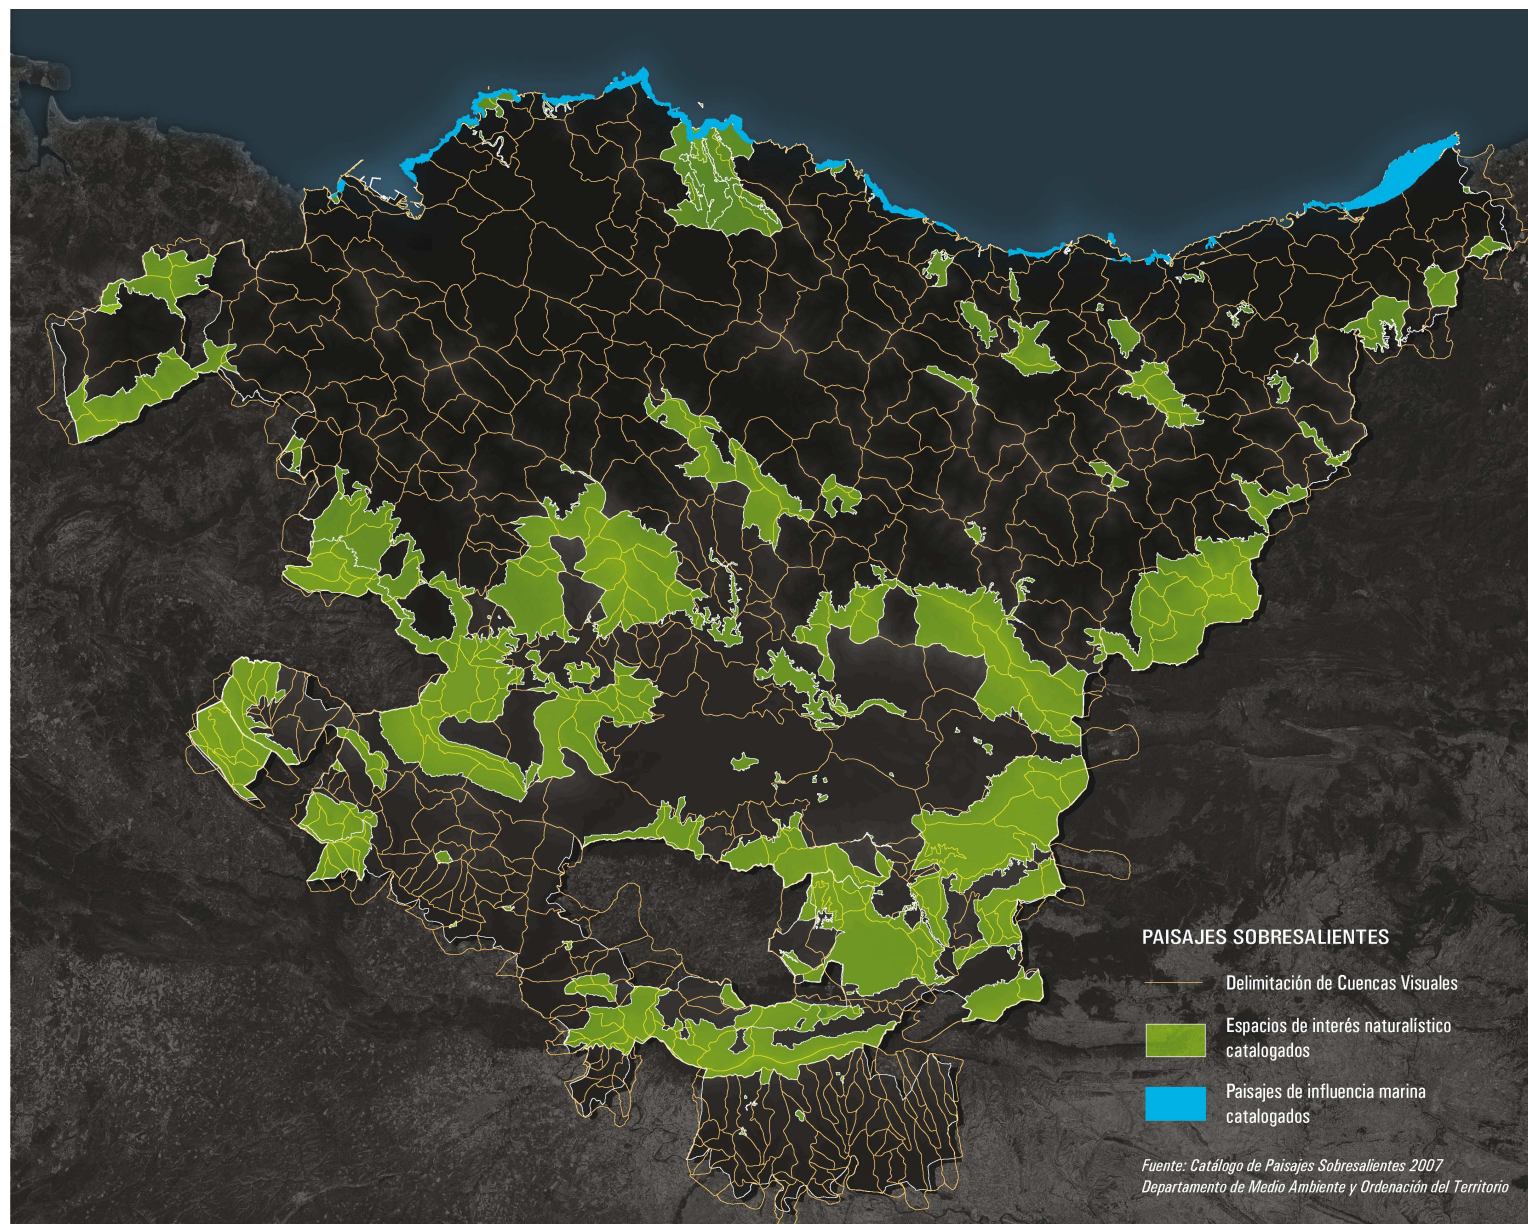 PAISAJES SOBRESALIENTES
Delimitación de Cuencas Visuales
Espacios de interés naturalístico
catalogados
Paisajes de influencia marina
catalogados
Fuente: Catálogo de Paisajes Sobresalientes 2007
Departamento de Medio Ambiente y Ordenación del Territorio